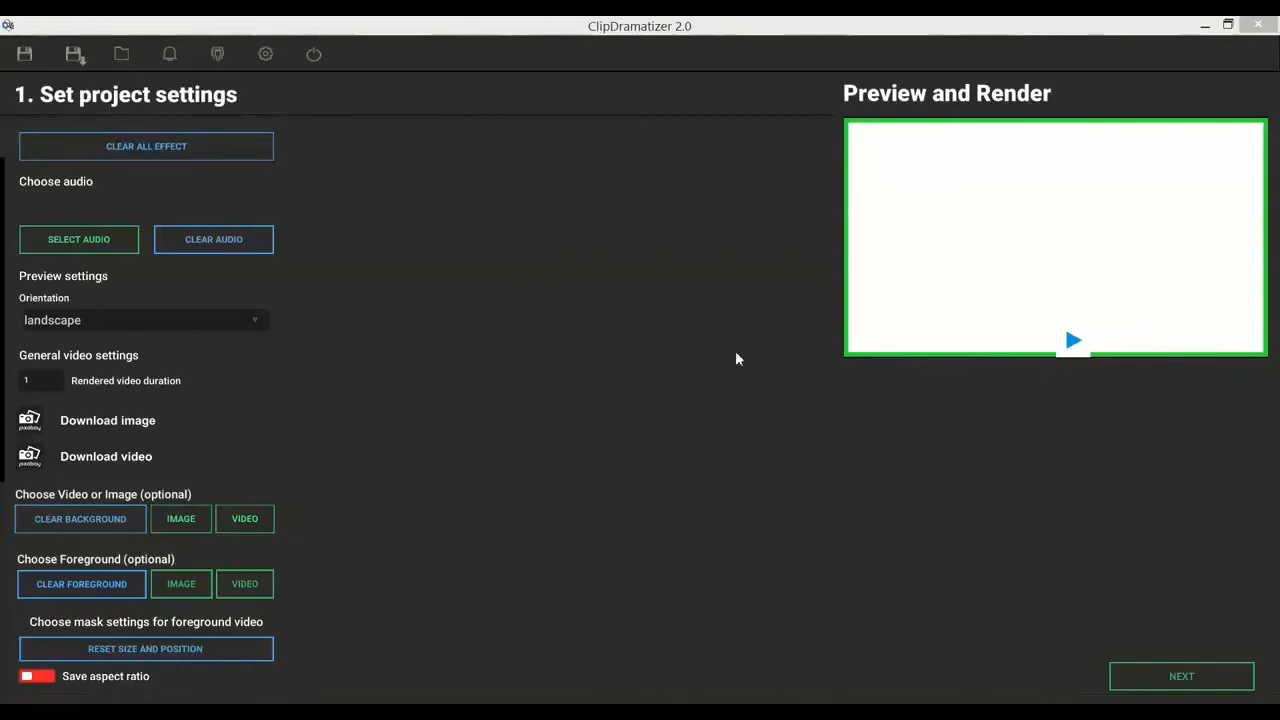 ClipDramatizer 2.0
1. Set project settings
Preview and Render
CLEAR ALL EFFECT
Choose audio
SELECT AUDIO
CLEAR AUDIO
Preview settings
Orientation
landscape
General video settings
1
Rendered video duration
pixabay
Download image
pixabay
Download video
Choose Video or Image (optional)
CLEAR BACKGROUND
IMAGE
VIDEO
Choose Foreground (optional)
CLEAR FOREGROUND
IMAGE
VIDEO
Choose mask settings for foreground video
RESET SIZE AND POSITION
Save aspect ratio
NEXT